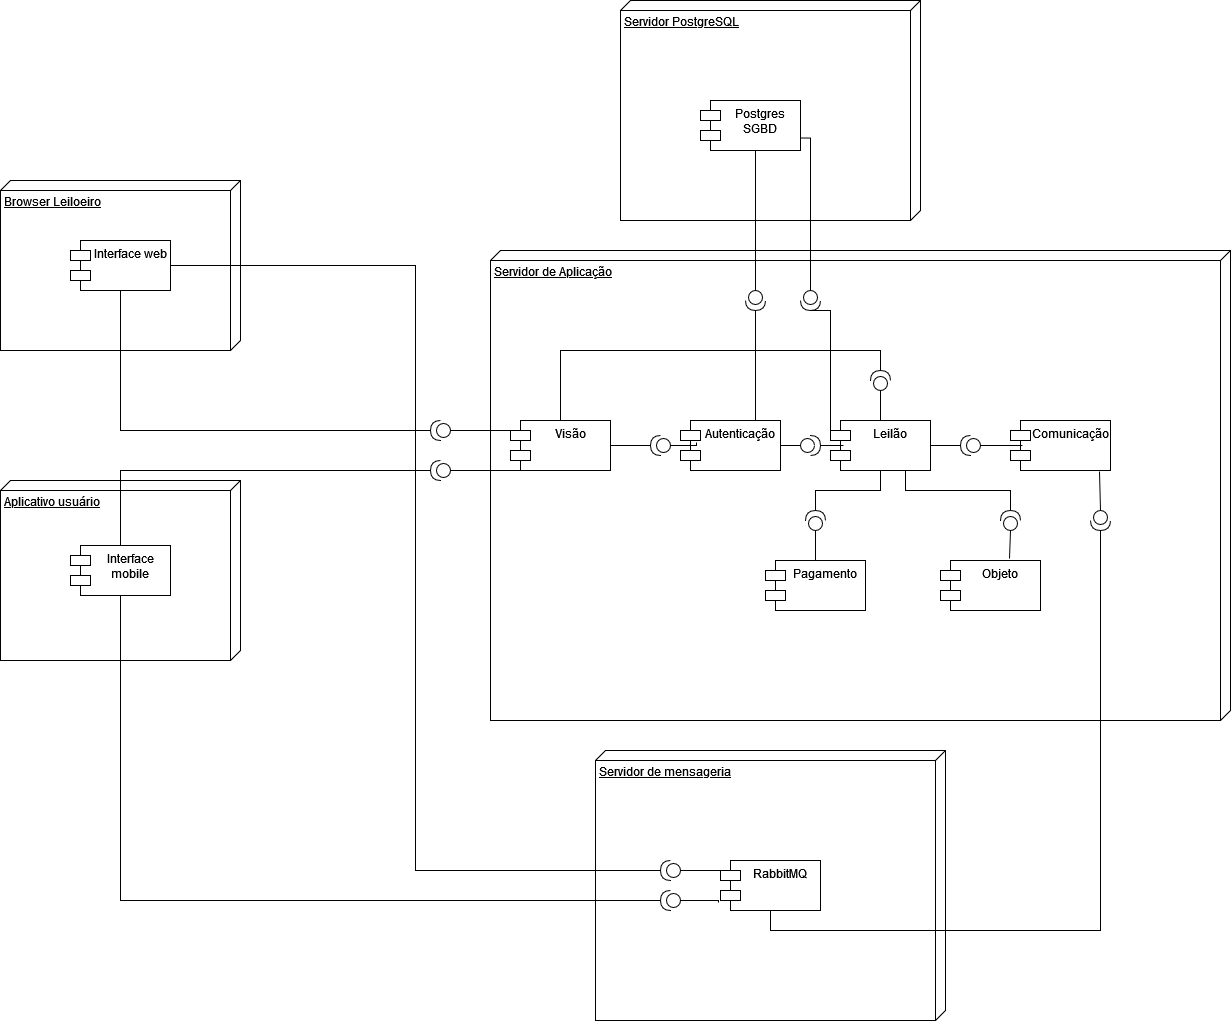 Servidor PostgreSQL
Postgres
SGBD
Browser Leiloeiro
Interface web
Servidor de Aplicação
Visão
Autenticação
Leilão
Comunicação
Aplicativo usuário
Interface
mobile
Pagamento
Objeto
Servidor de mensageria
RabbitMQ